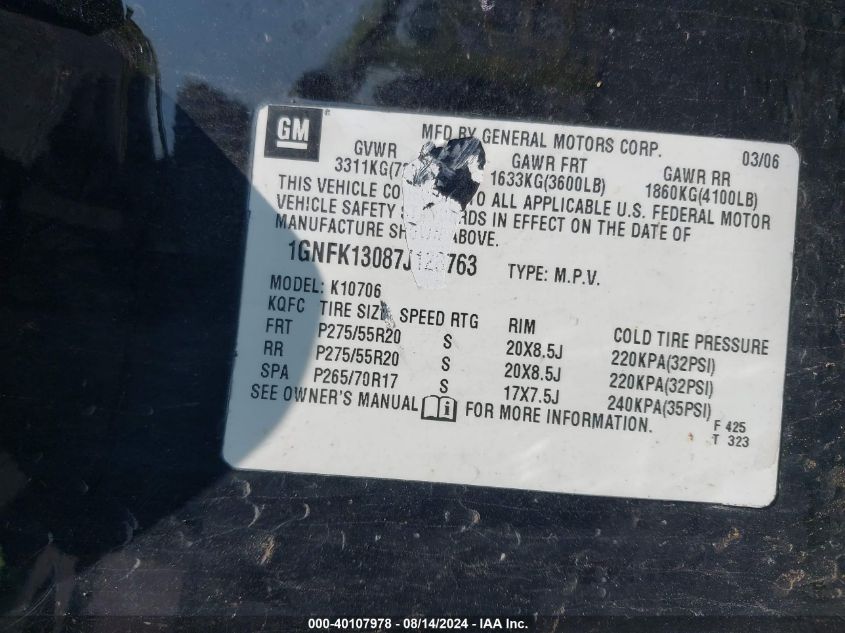 GM
MFD BY GENERAL MOTORS CORP. 03/06
GVWR GAWR FRT GAWR RR
3311KG 1633KG(3600LB) 1860KG(4100LB)
THIS VEHICLE TO ALL APPLICABLE U.S. FEDERAL MOTOR
VEHICLE SAFETY IN EFFECT ON THE DATE OF
MANUFACTURE ABOVE.
TYPE: M.P.V.
MODEL: K10706
KQFC TIRE SIZE SPEED RTG RIM COLD TIRE PRESSURE
FRT P275/55R20 S 20X8.5J 220KPA(32PSI)
RR P275/55R20 S 20X8.5J 220KPA(32PSI)
SPA P265/70R17 S 17X7.5J 240KPA(35PSI)
SEE OWNER'S MANUAL i FOR MORE INFORMATION.
F 425
T 323
000-40107978 - 08/14/2024 - IAA Inc.